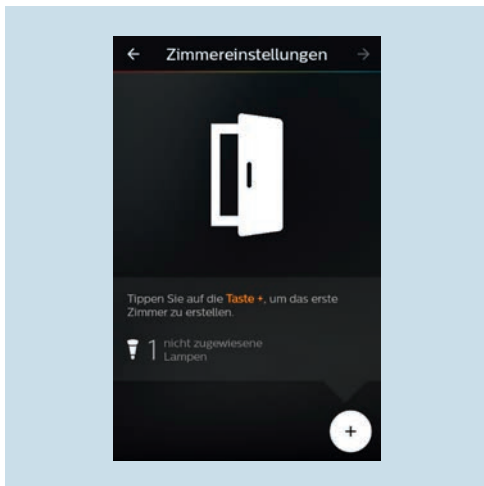 Zimmereinstellungen
Tippen Sie auf die Taste +, um das erste
Zimmer zu erstellen.
1 nicht zugewiesene
Lampen
+